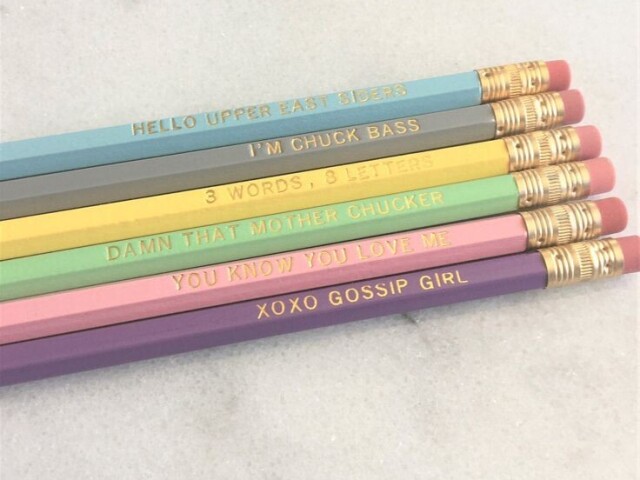 HELLO UPPER EAST SIDERS
I'M CHUCK BASS
3 WORDS, 8 LETTERS
DAMN THAT MOTHER CHUCKER
YOU KNOW YOU LOVE ME
XOXO GOSSIP GIRL